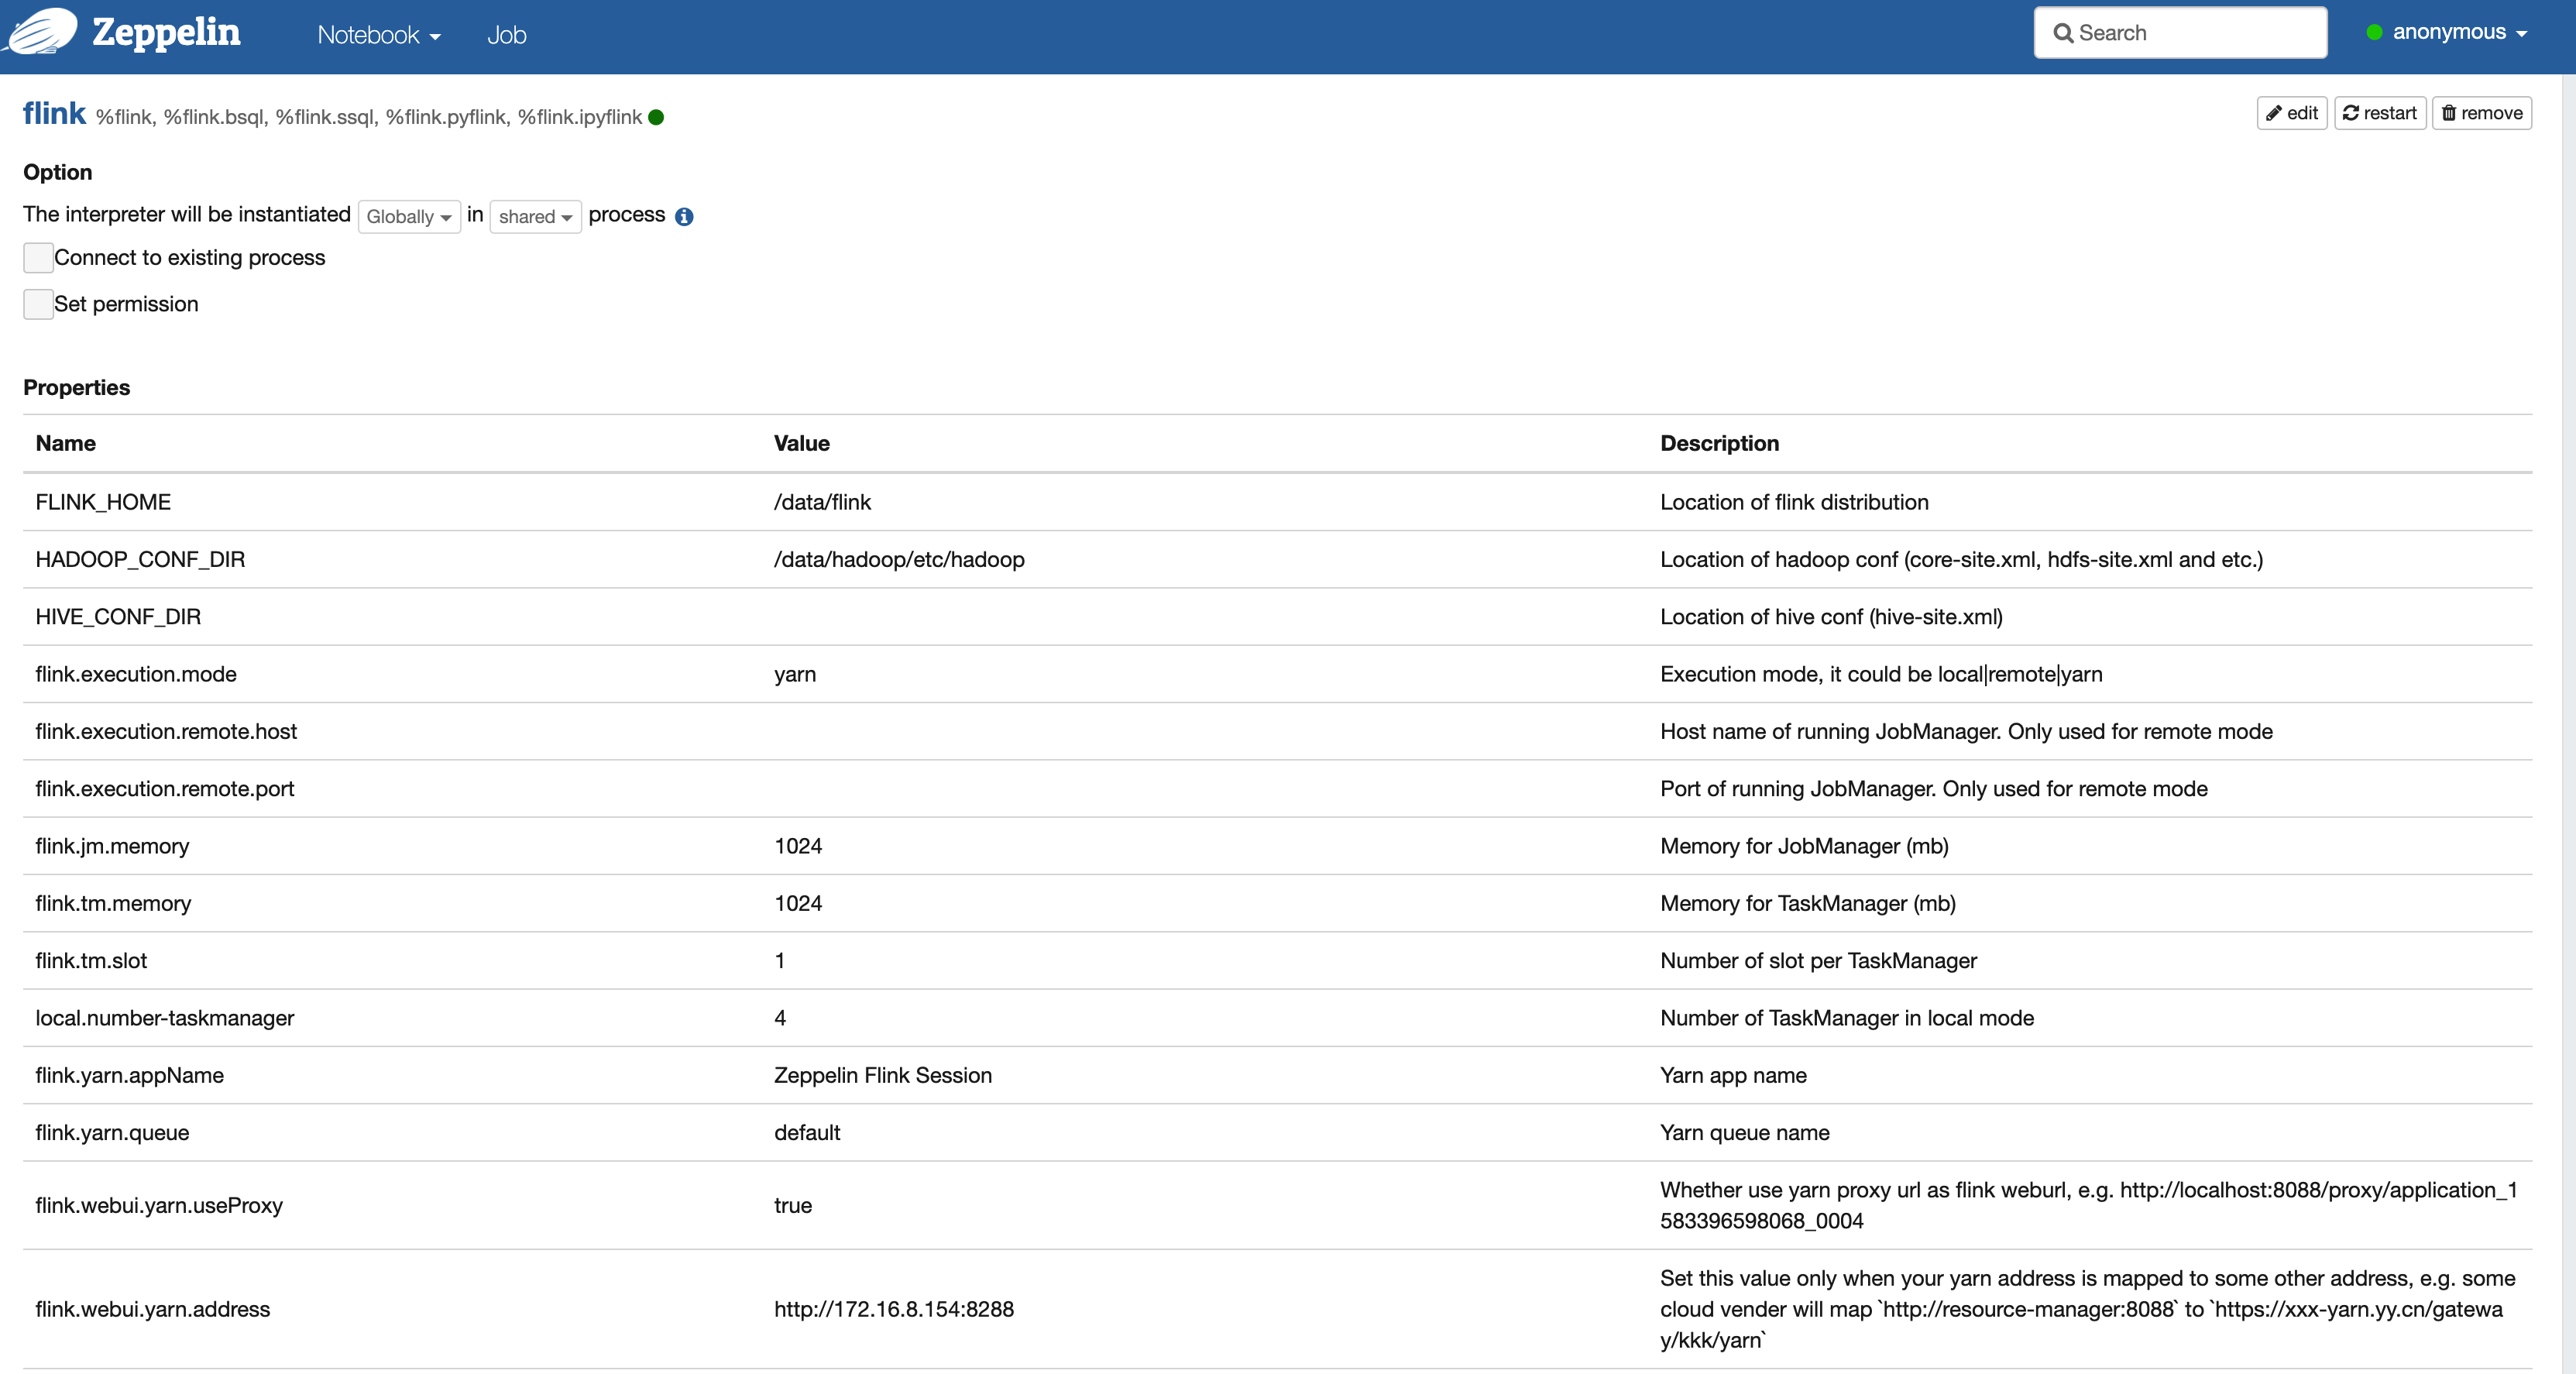 Zeppelin Notebook Job Search anonymous
flink %flink, %flink.bsql, %flink.ssql, %flink.pyflink, %flink.ipyflink edit restart remove
Option
The interpreter will be instantiated Globally in shared process
Connect to existing process
Set permission
Properties
Name Value Description
FLINK_HOME /data/flink Location of flink distribution
HADOOP_CONF_DIR /data/hadoop/etc/hadoop Location of hadoop conf (core-site.xml, hdfs-site.xml and etc.)
HIVE_CONF_DIR Location of hive conf (hive-site.xml)
flink.execution.mode yarn Execution mode, it could be local|remote|yarn
flink.execution.remote.host Host name of running JobManager. Only used for remote mode
flink.execution.remote.port Port of running JobManager. Only used for remote mode
flink.jm.memory 1024 Memory for JobManager (mb)
flink.tm.memory 1024 Memory for TaskManager (mb)
flink.tm.slot 1 Number of slot per TaskManager
local.number-taskmanager 4 Number of TaskManager in local mode
flink.yarn.appName Zeppelin Flink Session Yarn app name
flink.yarn.queue default Yarn queue name
flink.webui.yarn.useProxy true Whether use yarn proxy url as flink weburl, e.g. http://localhost:8088/proxy/application_1
583396598068_0004
flink.webui.yarn.address http://172.16.8.154:8288 Set this value only when your yarn address is mapped to some other address, e.g. some
cloud vender will map `http://resource-manager:8088` to `https://xxx-yarn.yy.cn/gatewa
y/kkk/yarn`